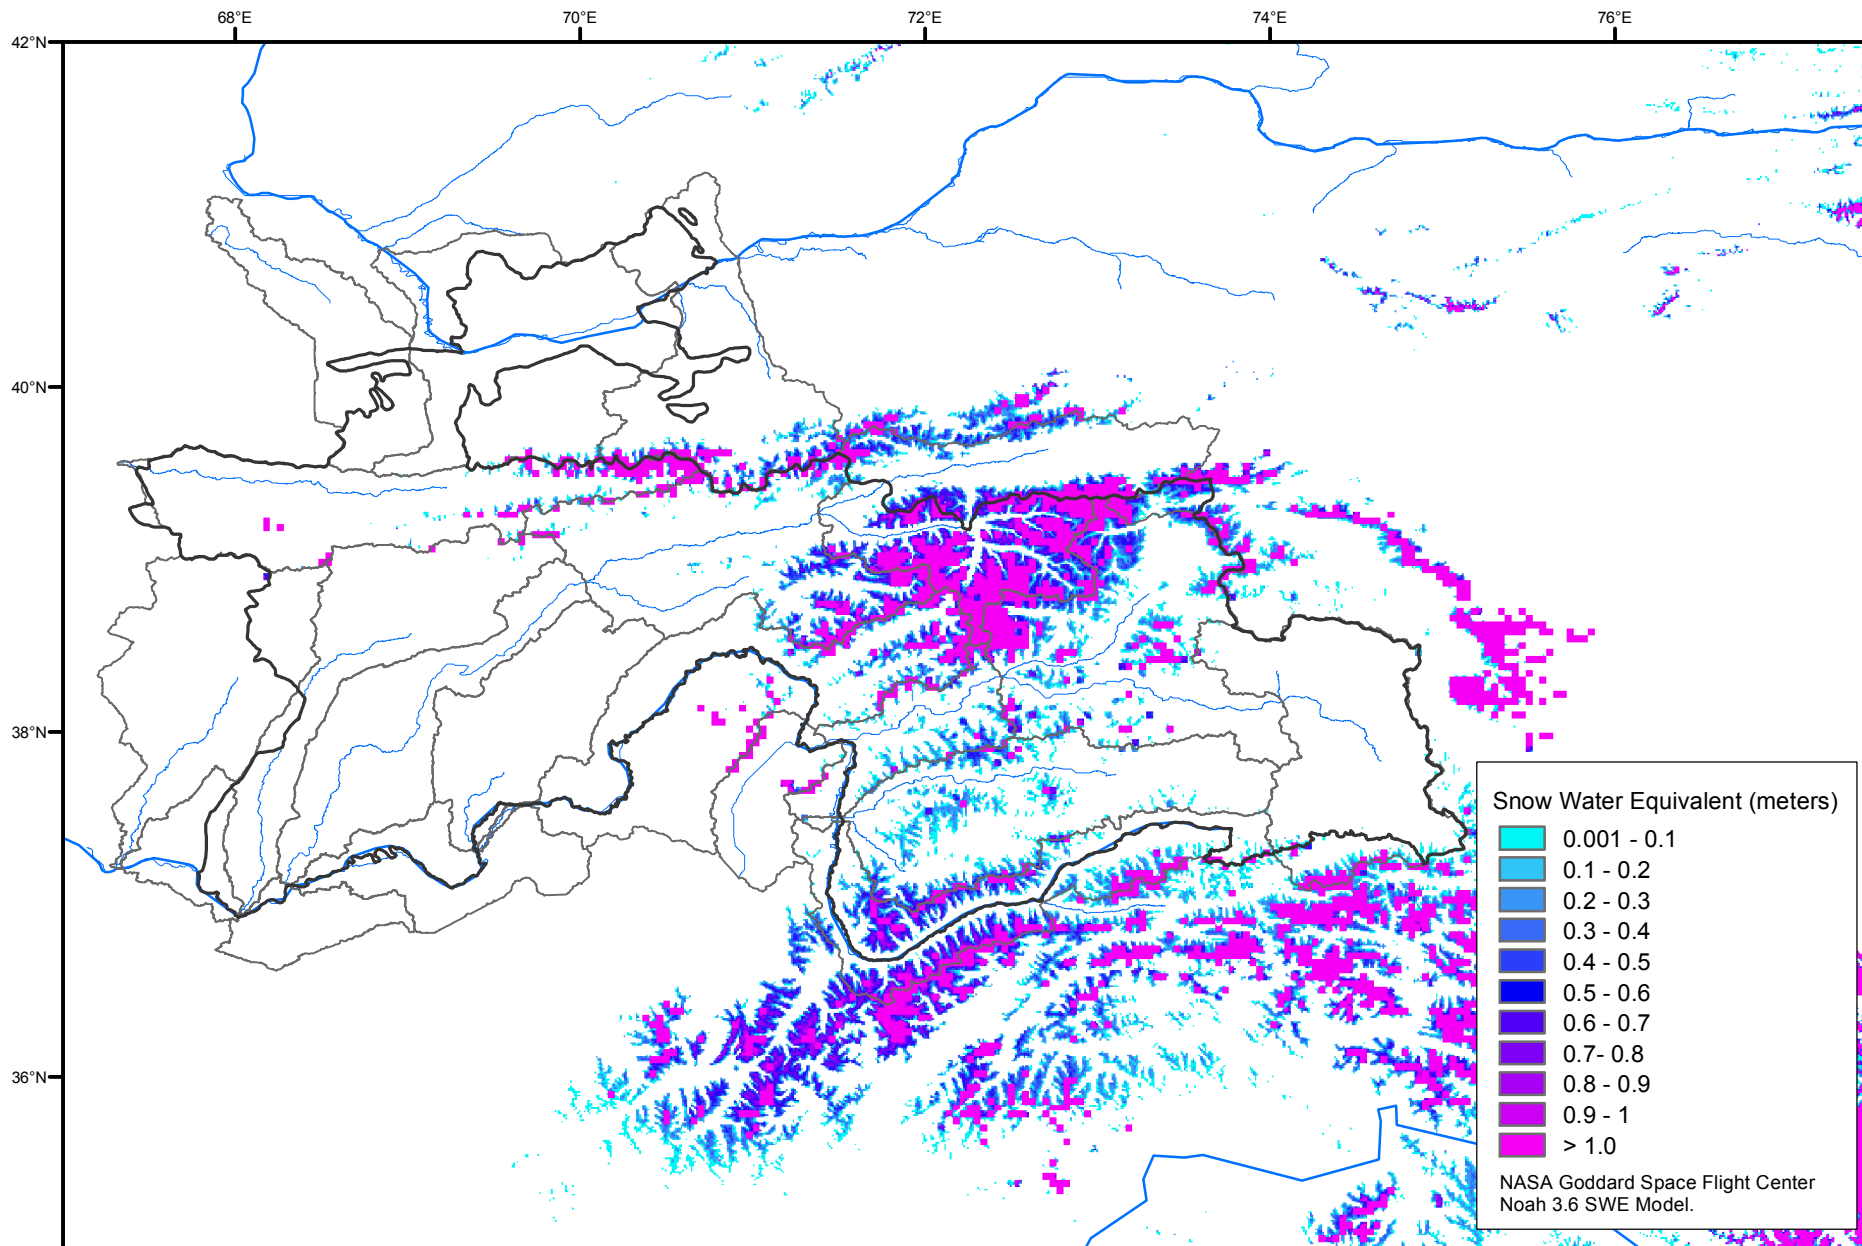 68°E
70°E
72°E
74°E
76°E
42°N
40°N
38°N
36°N
Snow Water Equivalent (meters)
0.001 - 0.1
0.1 - 0.2
0.2 - 0.3
0.3 - 0.4
0.4 - 0.5
0.5 - 0.6
0.6 - 0.7
0.7- 0.8
0.8 - 0.9
0.9 - 1
> 1.0
NASA Goddard Space Flight Center
Noah 3.6 SWE Model.